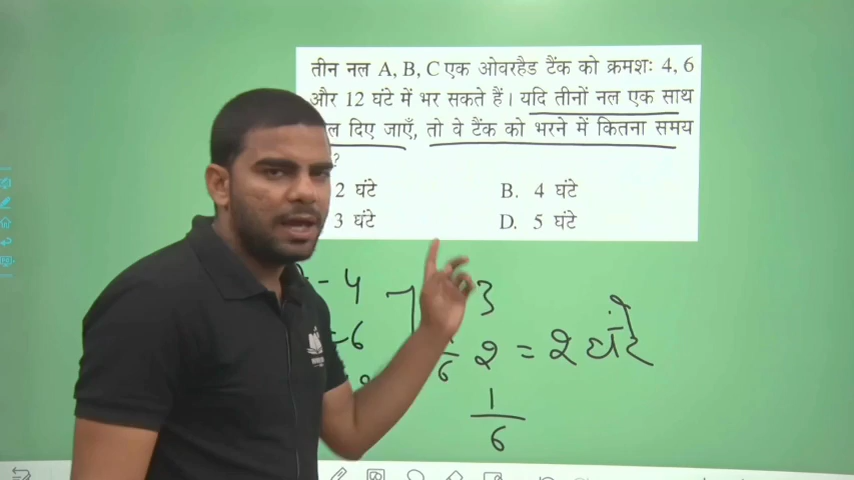 तीन नल A, B, C एक ओवरहैड टैंक को क्रमशः 4, 6
और 12 घंटे में भर सकते हैं। यदि तीनों नल एक साथ
दिए जाएँ, तो वे टैंक को भरने में कितना समय
?
2 घंटे B. 4 घंटे
3 घंटे D. 5 घंटे
- 4 3
6 2 = 2 घंटे
1
6